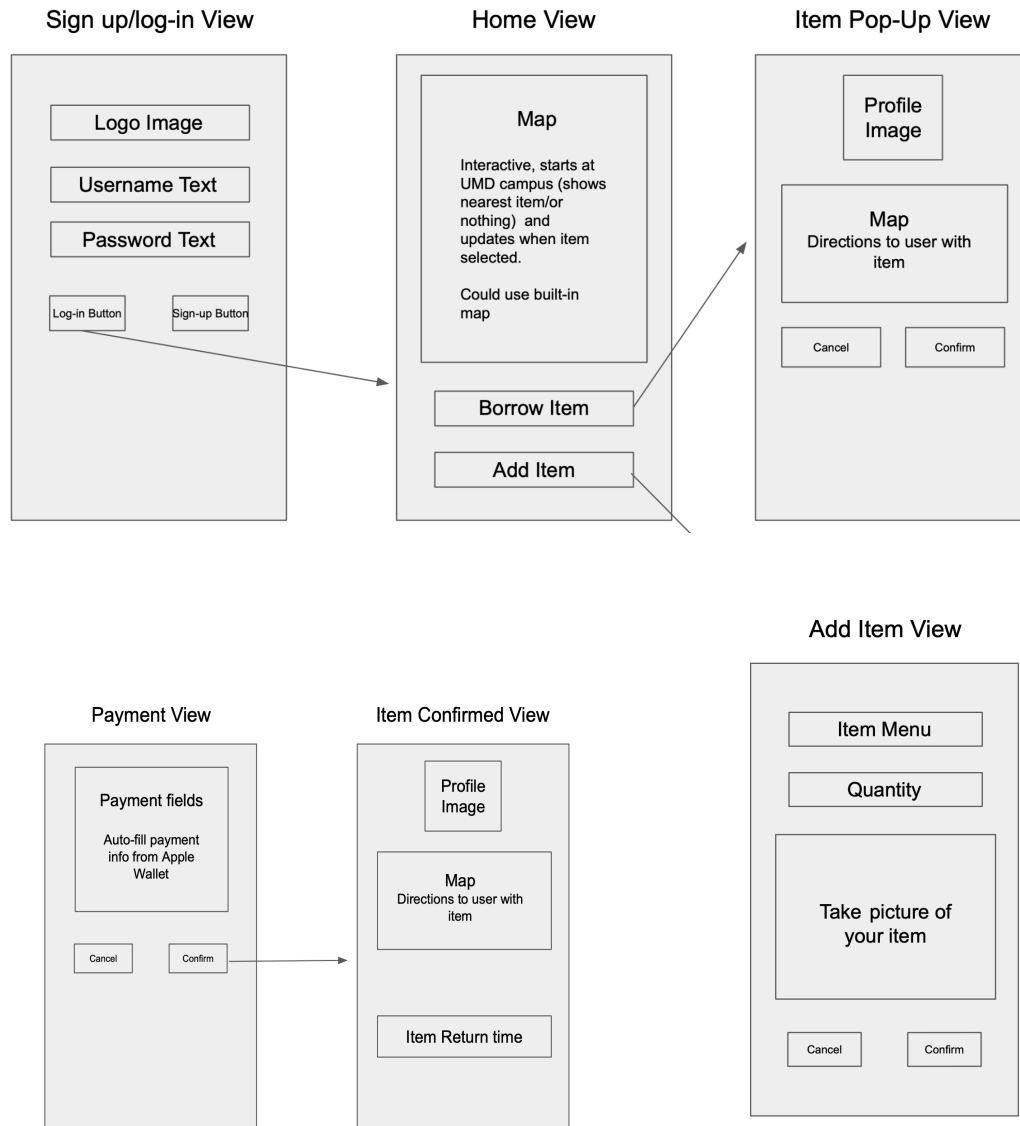 Sign up/log-in View
Logo Image
Username Text
Password Text
Log-in Button
Sign-up Button
Home View
Map
Interactive, starts at
UMD campus (shows
nearest item/or
nothing) and
updates when item
selected.
Could use built-in
map
Borrow Item
Add Item
Item Pop-Up View
Profile
Image
Map
Directions to user with
item
Cancel
Confirm
Payment View
Payment fields
Auto-fill payment
info from Apple
Wallet
Cancel
Confirm
Item Confirmed View
Profile
Image
Map
Directions to user with
item
Item Return time
Add Item View
Item Menu
Quantity
Take picture of
your item
Cancel
Confirm